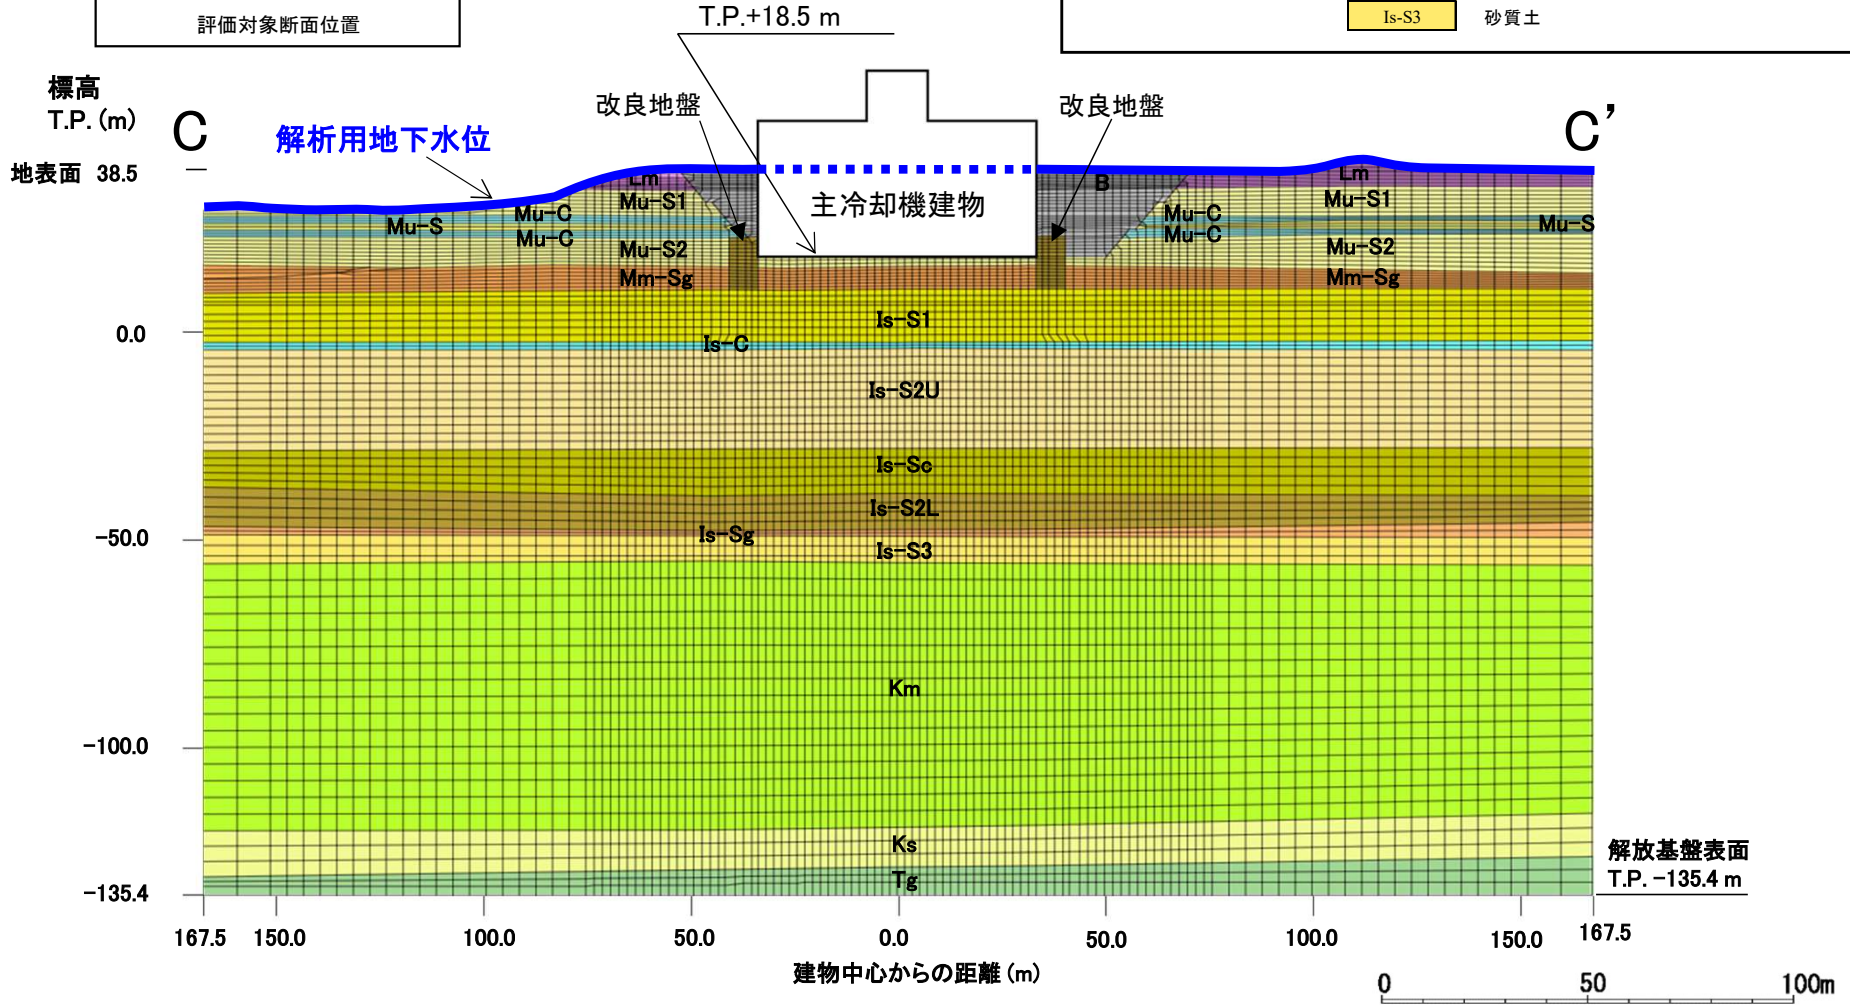 評価対象断面位置
T.P.+18.5 m
Is-S3 砂質土
標高
T.P. (m)
C
C'
改良地盤
改良地盤
解析用地下水位
地表面 38.5
主冷却機建物
Lm
B
Lm
Mu-S1
Mu-S1
Mu-C
Mu-C
Mu-S
Mu-S
Mu-C
Mu-C
Mu-S2
Mu-S2
Mm-Sg
Mm-Sg
Is-S1
0.0
Is-C
Is-S2U
Is-Sc
Is-S2L
Is-Sg
-50.0
Is-S3
Km
-100.0
Ks
Tg
解放基盤表面
T.P. -135.4 m
-135.4
167.5 150.0 100.0 50.0 0.0 50.0 100.0 150.0 167.5
建物中心からの距離 (m)
0 50 100m